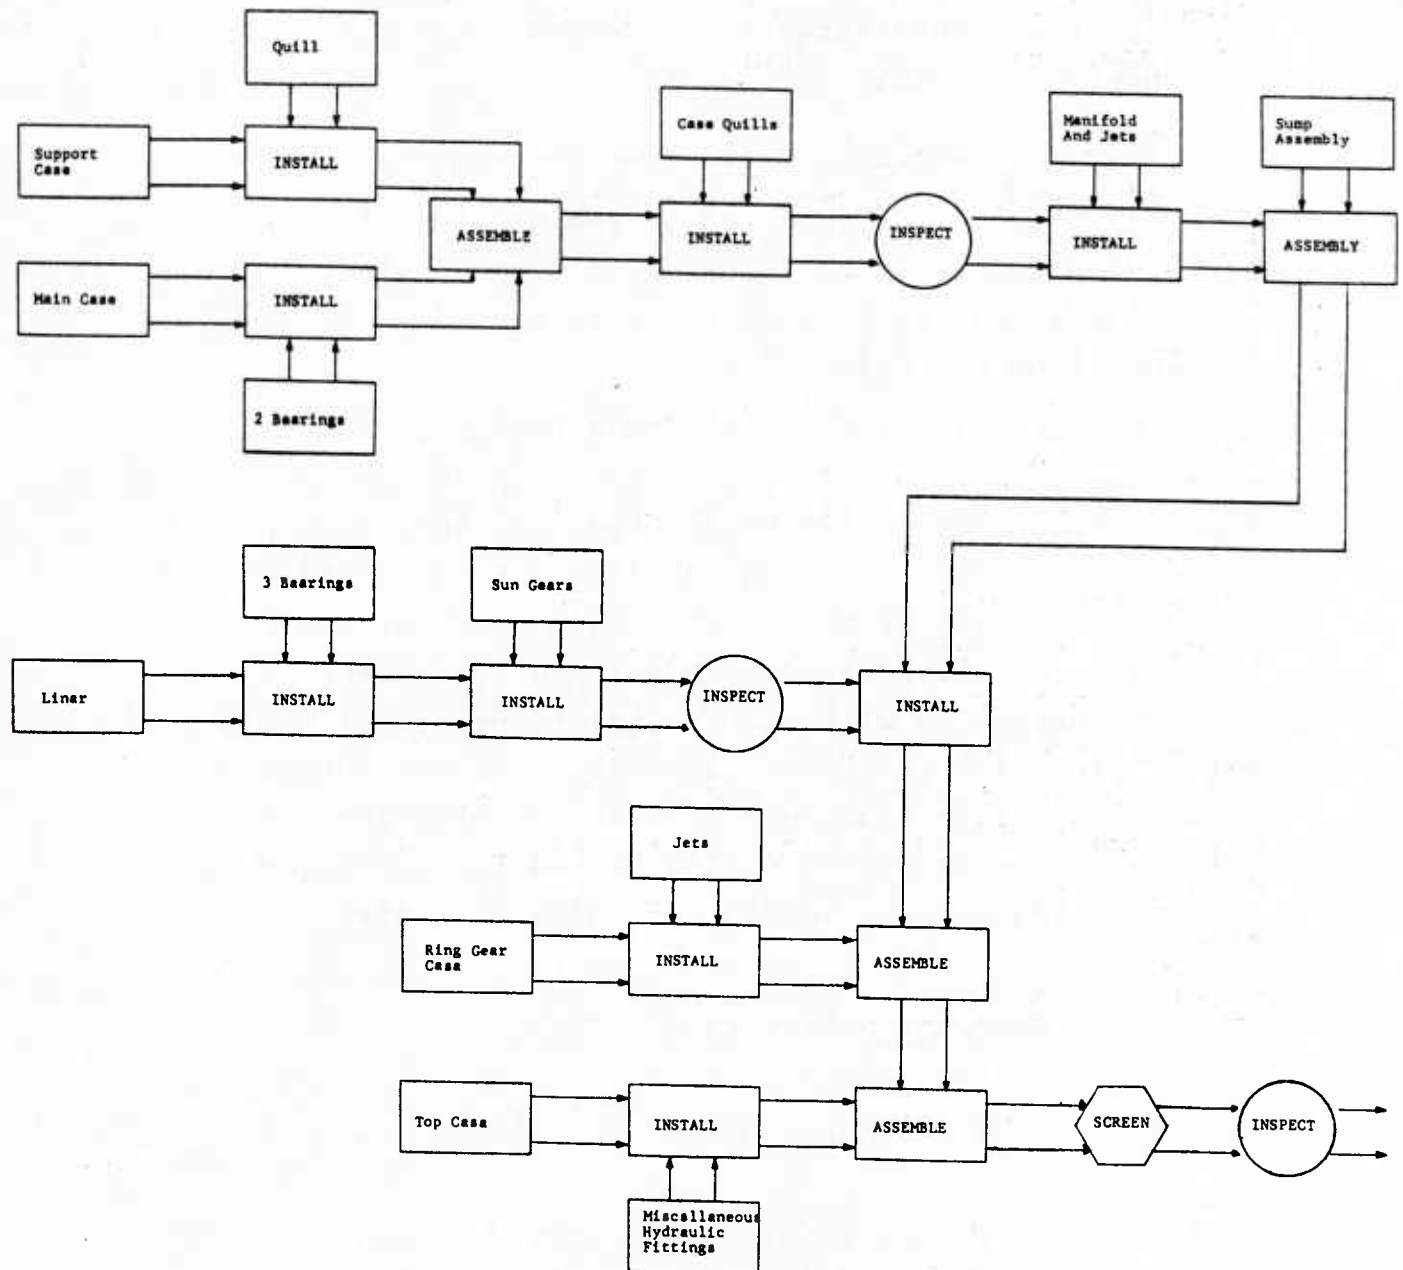 Quill
Support
Case
INSTALL
Case Quills
Manifold
And Jets
Sump
Assembly
ASSEMBLE
INSTALL
INSPECT
INSTALL
ASSEMBLY
Main Case
INSTALL
2 Bearings
3 Bearings
Sun Gears
Liner
INSTALL
INSTALL
INSPECT
INSTALL
Jets
Ring Gear
Case
INSTALL
ASSEMBLE
Top Case
INSTALL
ASSEMBLE
SCREEN
INSPECT
Miscellaneous
Hydraulic
Fittings